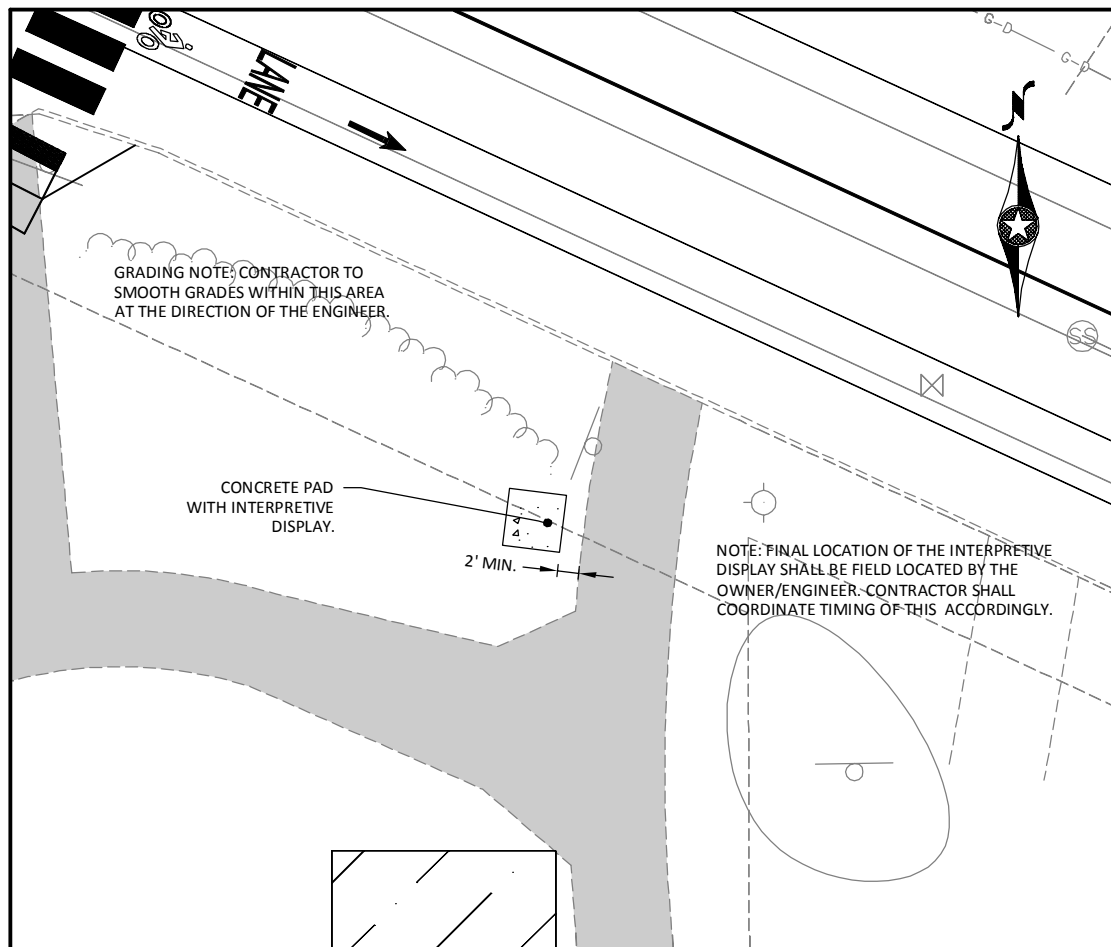 LANE
G-D
G-D
N
GRADING NOTE: CONTRACTOR TO
SMOOTH GRADES WITHIN THIS AREA
AT THE DIRECTION OF THE ENGINEER.
SS
CONCRETE PAD
WITH INTERPRETIVE
DISPLAY.
2' MIN.
NOTE: FINAL LOCATION OF THE INTERPRETIVE
DISPLAY SHALL BE FIELD LOCATED BY THE
OWNER/ENGINEER. CONTRACTOR SHALL
COORDINATE TIMING OF THIS ACCORDINGLY.